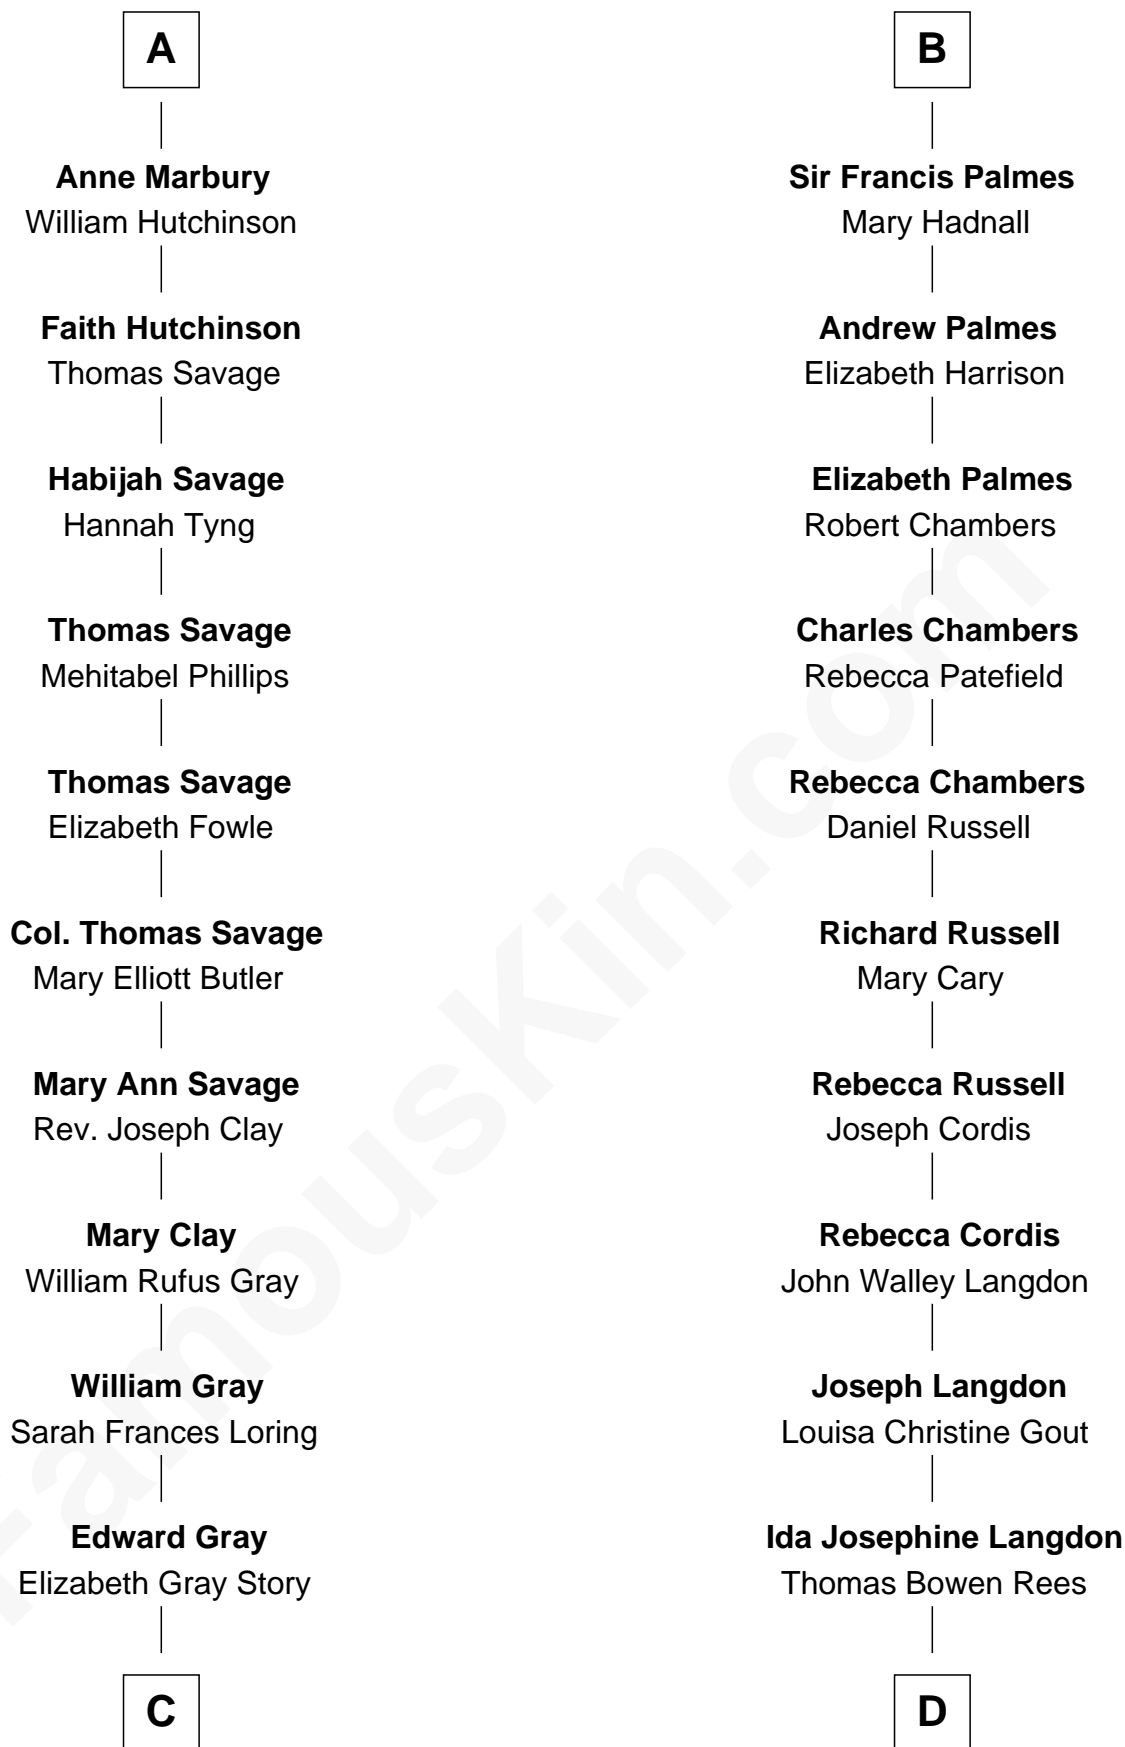 A
Anne Marbury
William Hutchinson
Faith Hutchinson
Thomas Savage
Habijah Savage
Hannah Tyng
Thomas Savage
Mehitabel Phillips
Thomas Savage
Elizabeth Fowle
Col. Thomas Savage
Mary Elliott Butler
Mary Ann Savage
Rev. Joseph Clay
Mary Clay
William Rufus Gray
William Gray
Sarah Frances Loring
Edward Gray
Elizabeth Gray Story
C
B
Sir Francis Palmes
Mary Hadnall
Andrew Palmes
Elizabeth Harrison
Elizabeth Palmes
Robert Chambers
Charles Chambers
Rebecca Patefield
Rebecca Chambers
Daniel Russell
Richard Russell
Mary Cary
Rebecca Russell
Joseph Cordis
Rebecca Cordis
John Walley Langdon
Joseph Langdon
Louisa Christine Gout
Ida Josephine Langdon
Thomas Bowen Rees
D
FamousKin.com